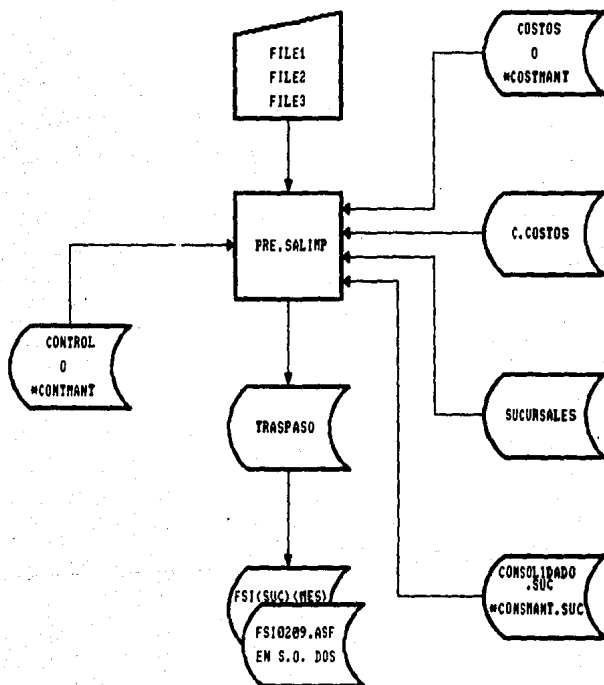 FILE1
FILE2
FILE3
COSTOS
O
*COSTMANT
PRE.SALIMP
C.COSTOS
CONTROL
O
*CONTMANT
TRASPASO
SUCURSALES
FSI(SUC)(MES)
FSI0209.ASF
EN S.O. DOS
CONSOLIDADO
.SUC
*CONSMANT.SUC